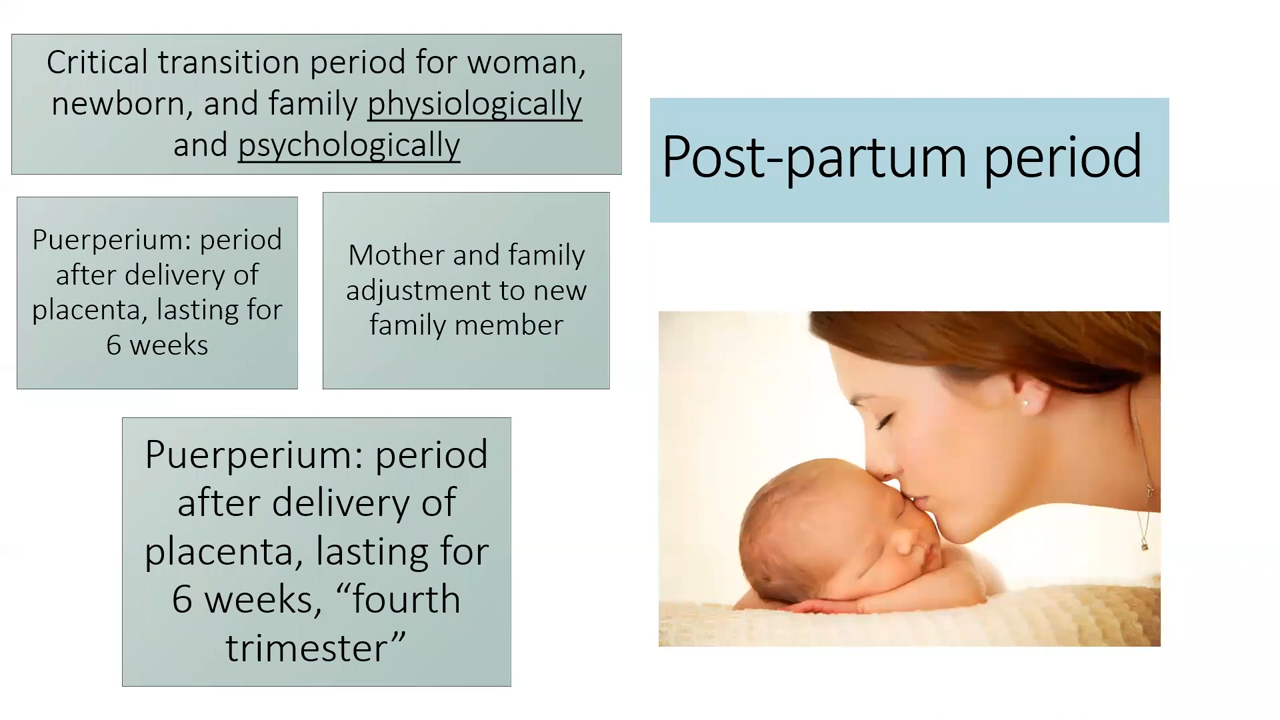 Critical transition period for woman,
newborn, and family physiologically
and psychologically
Post-partum period
Puerperium: period
after delivery of
placenta, lasting for
6 weeks
Mother and family
adjustment to new
family member
Puerperium: period
after delivery of
placenta, lasting for
6 weeks, “fourth
trimester”